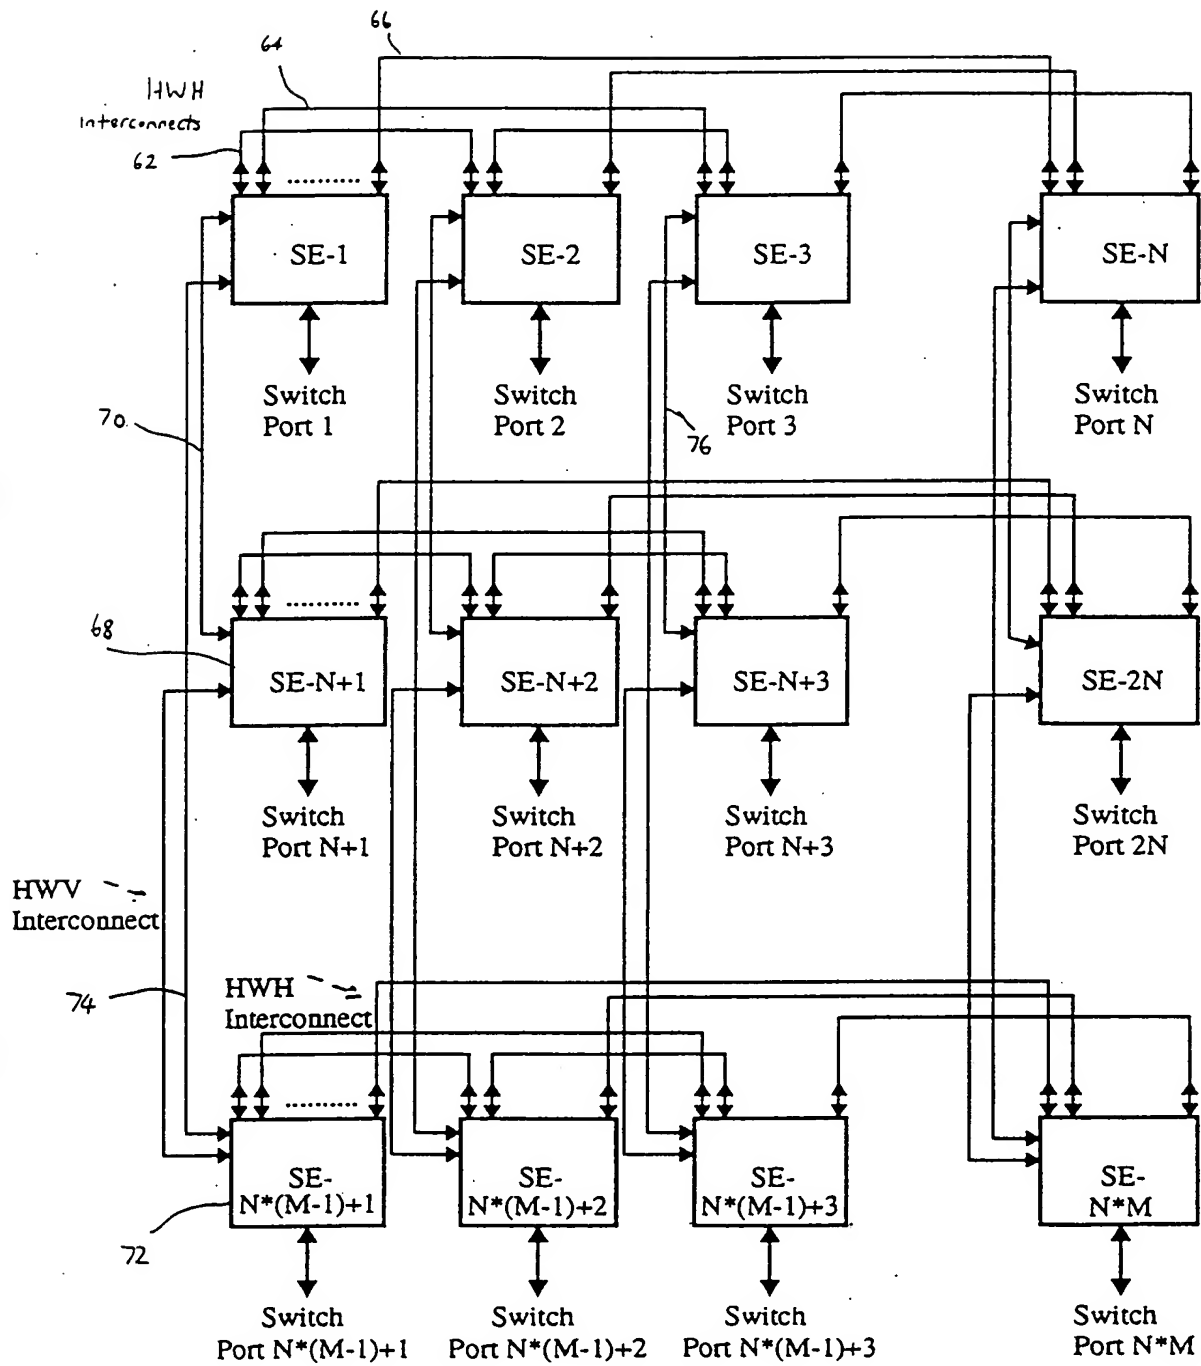 66
64
HWH
Interconnects
62
SE-1
SE-2
SE-3
SE-N
Switch
Port 1
Switch
Port 2
Switch
Port 3
Switch
Port N
70
76
68
SE-N+1
SE-N+2
SE-N+3
SE-2N
Switch
Port N+1
Switch
Port N+2
Switch
Port N+3
Switch
Port 2N
HWV
Interconnect
74
HWH
Interconnect
SE-
N*(M-1)+1
SE-
N*(M-1)+2
SE-
N*(M-1)+3
SE-
N*M
72
Switch
Port N*(M-1)+1
Switch
Port N*(M-1)+2
Switch
Port N*(M-1)+3
Switch
Port N*M